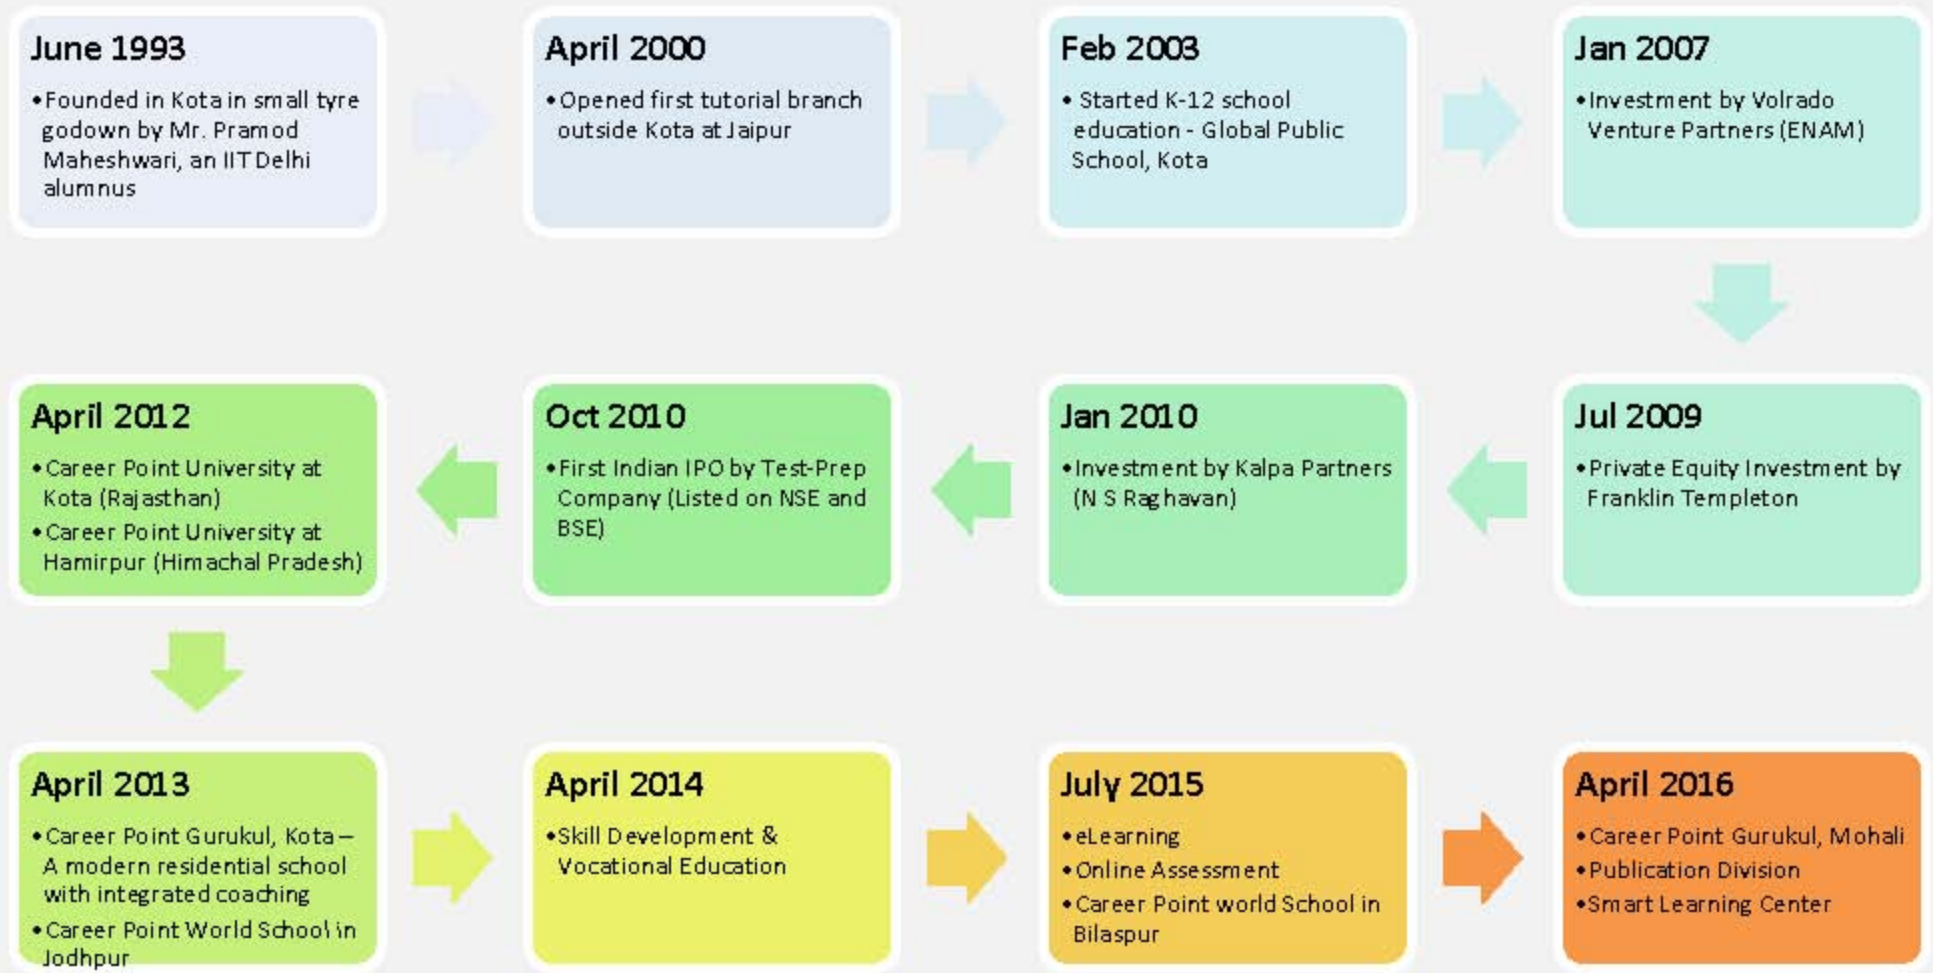 June 1993
•Founded in Kota in small tyre
godown by Mr. Pramod
Maheshwari, an IIT Delhi
alumnus
April 2000
•Opened first tutorial branch
outside Kota at Jaipur
Feb 2003
• Started K-12 school
education - Global Public
School, Kota
Jan 2007
•Investment by Volrado
Venture Partners (ENAM)
Jul 2009
•Private Equity Investment by
Franklin Templeton
Jan 2010
•Investment by Kalpa Partners
(N S Raghavan)
Oct 2010
•First Indian IPO by Test-Prep
Company (Listed on NSE and
BSE)
April 2012
•Career Point University at
Kota (Rajasthan)
•Career Point University at
Hamirpur (Himachal Pradesh)
April 2013
•Career Point Gurukul, Kota –
A modern residential school
with integrated coaching
•Career Point World School in
Jodhpur
April 2014
•Skill Development &
Vocational Education
July 2015
•eLearning
•Online Assessment
•Career Point world School in
Bilaspur
April 2016
•Career Point Gurukul, Mohali
•Publication Division
•Smart Learning Center